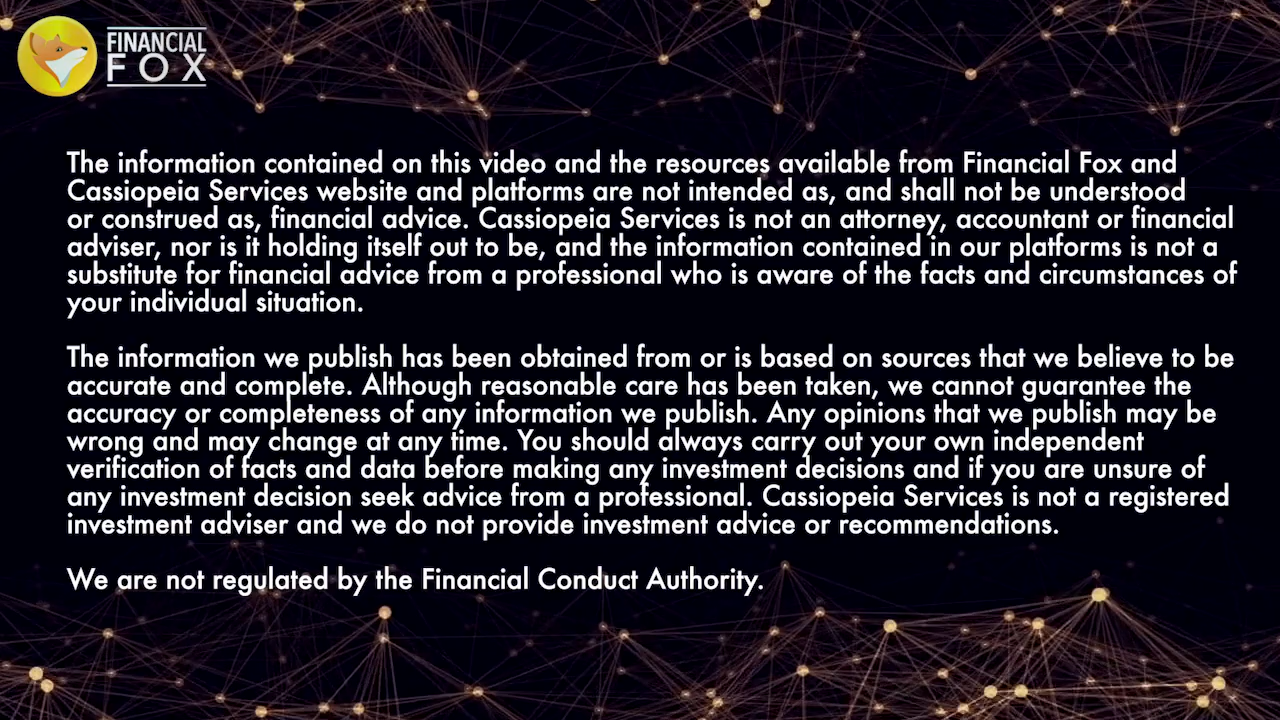 FINANCIAL
FOX
The information contained on this video and the resources available from Financial Fox and
Cassiopeia Services website and platforms are not intended as, and shall not be understood
or construed as, financial advice. Cassiopeia Services is not an attorney, accountant or financial
adviser, nor is it holding itself out to be, and the information contained in our platforms is not a
substitute for financial advice from a professional who is aware of the facts and circumstances of
your individual situation.
The information we publish has been obtained from or is based on sources that we believe to be
accurate and complete. Although reasonable care has been taken, we cannot guarantee the
accuracy or completeness of any information we publish. Any opinions that we publish may be
wrong and may change at any time. You should always carry out your own independent
verification of facts and data before making any investment decisions and if you are unsure of
any investment decision seek advice from a professional. Cassiopeia Services is not a registered
investment adviser and we do not provide investment advice or recommendations.
We are not regulated by the Financial Conduct Authority.